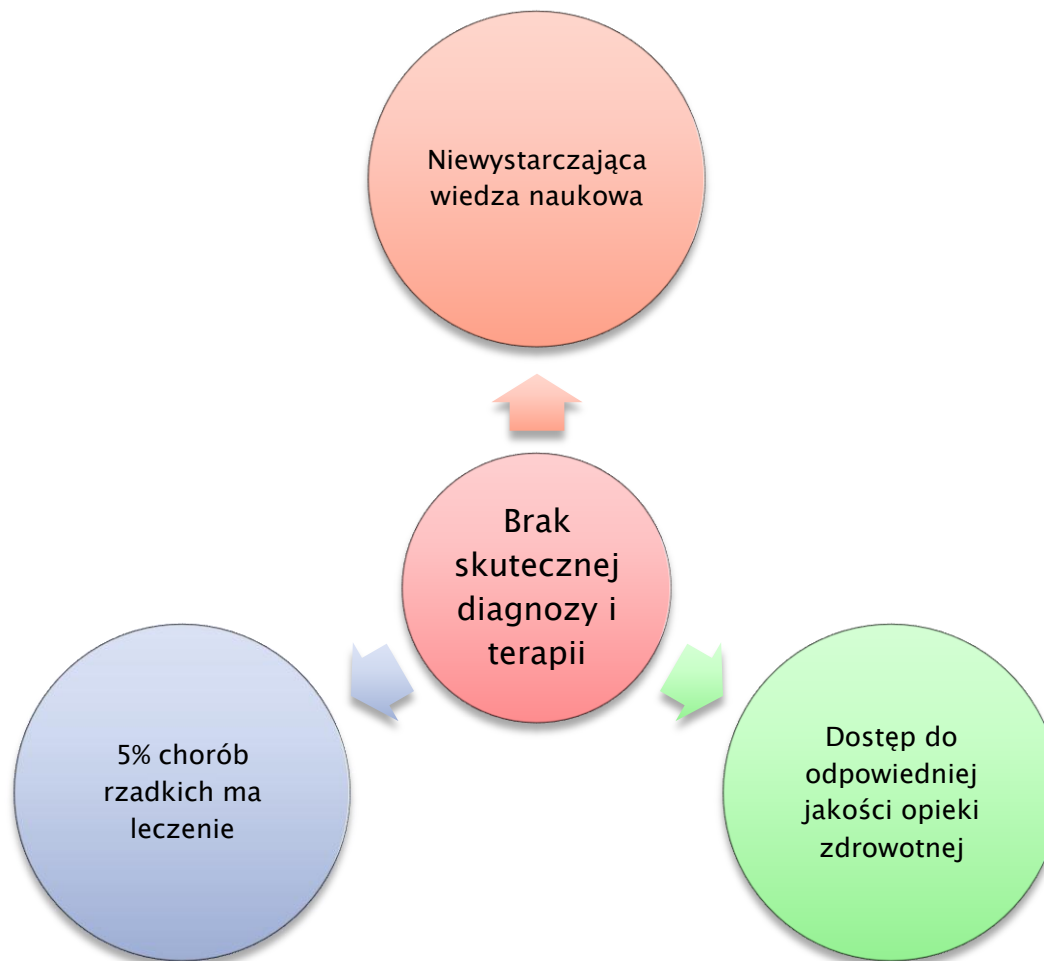 Niewystarczająca
wiedza naukowa
Brak
skutecznej
diagnozy i
terapii
5% chorób
rzadkich ma
leczenie
Dostęp do
odpowiedniej
jakości opieki
zdrowotnej